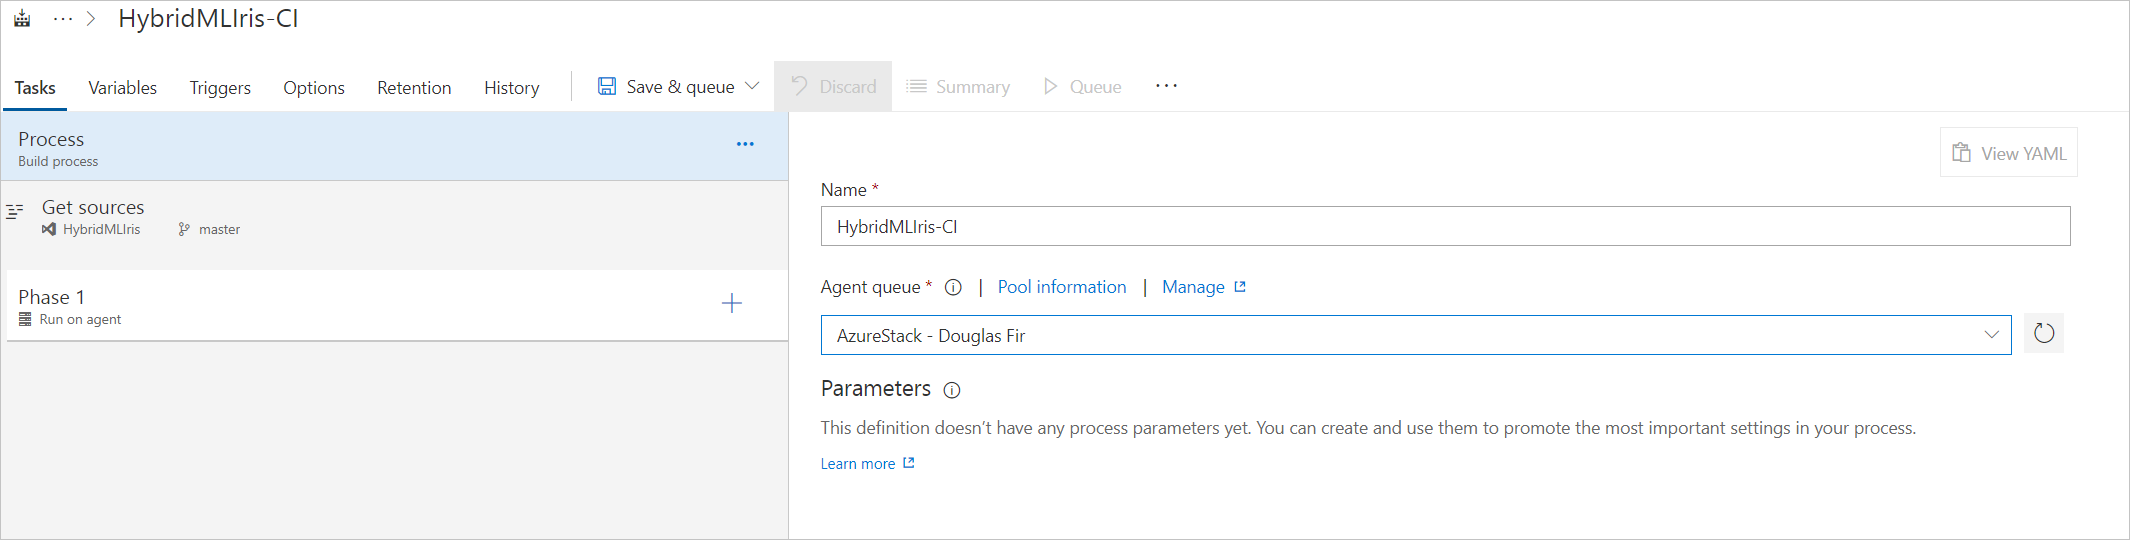 ··· > HybridMLIris-CI
Tasks Variables Triggers Options Retention History Save & queue Discard Summary Queue ···
Process ···
Build process
Get sources
HybridMLIris master
Phase 1 +
Run on agent
View YAML
Name *
HybridMLIris-CI
Agent queue * | Pool information | Manage
AzureStack - Douglas Fir
Parameters
This definition doesn't have any process parameters yet. You can create and use them to promote the most important settings in your process.
Learn more